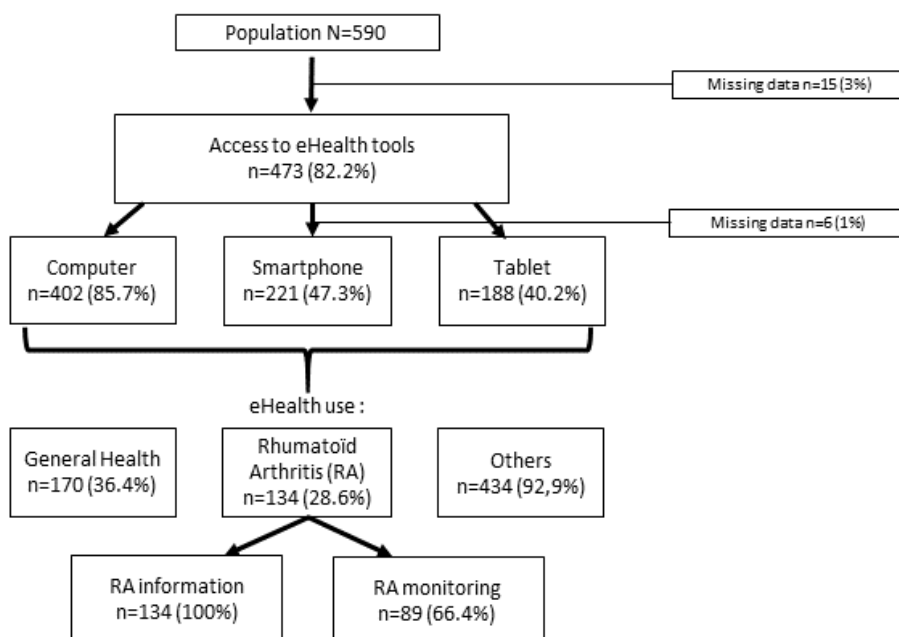 Population N=590
Missing data n=15 (3%)
Access to eHealth tools
n=473 (82.2%)
Missing data n=6 (1%)
Computer
n=402 (85.7%)
Smartphone
n=221 (47.3%)
Tablet
n=188 (40.2%)
eHealth use :
General Health
n=170 (36.4%)
Rhumatoïd
Arthritis (RA)
n=134 (28.6%)
Others
n=434 (92,9%)
RA information
n=134 (100%)
RA monitoring
n=89 (66.4%)